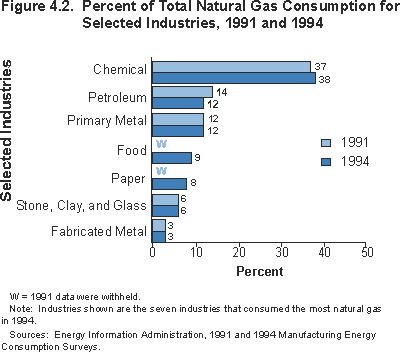 Figure 4.2. Percent of Total Natural Gas Consumption for
Selected Industries, 1991 and 1994
Selected Industries
Chemical
37
38
Petroleum
14
12
Primary Metal
12
12
Food
W
9
Paper
W
8
Stone, Clay, and Glass
6
6
Fabricated Metal
3
3
1991
1994
0 10 20 30 40 50
Percent
W = 1991 data were withheld.
Note: Industries shown are the seven industries that consumed the most natural gas
in 1994.
Sources: Energy Information Administration, 1991 and 1994 Manufacturing Energy
Consumption Surveys.